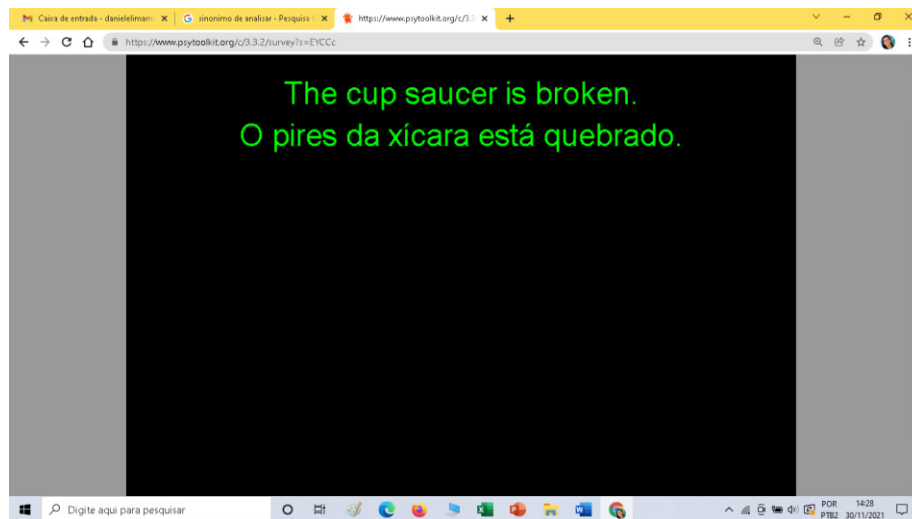 Caixa de entrada - danielelimam
sinonimo de analisar - Pesquisa
https://www.psytoolkit.org/c/3.
https://www.psytoolkit.org/c/3.3.2/survey?s=EYCCc
The cup saucer is broken.
O pires da xícara está quebrado.
Digite aqui para pesquisar
POR 14:28
PTB2 30/11/2021